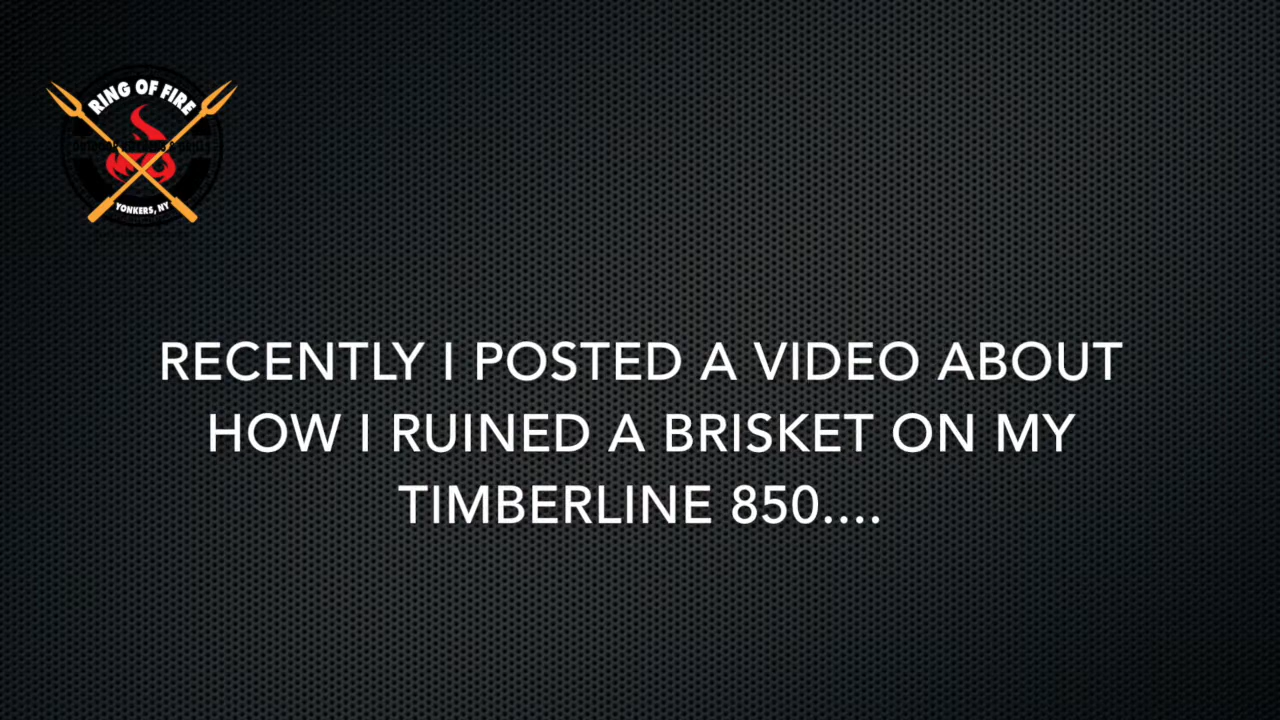 RING OF FIRE
YONKERS, NY
RECENTLY I POSTED A VIDEO ABOUT
HOW I RUINED A BRISKET ON MY
TIMBERLINE 850....